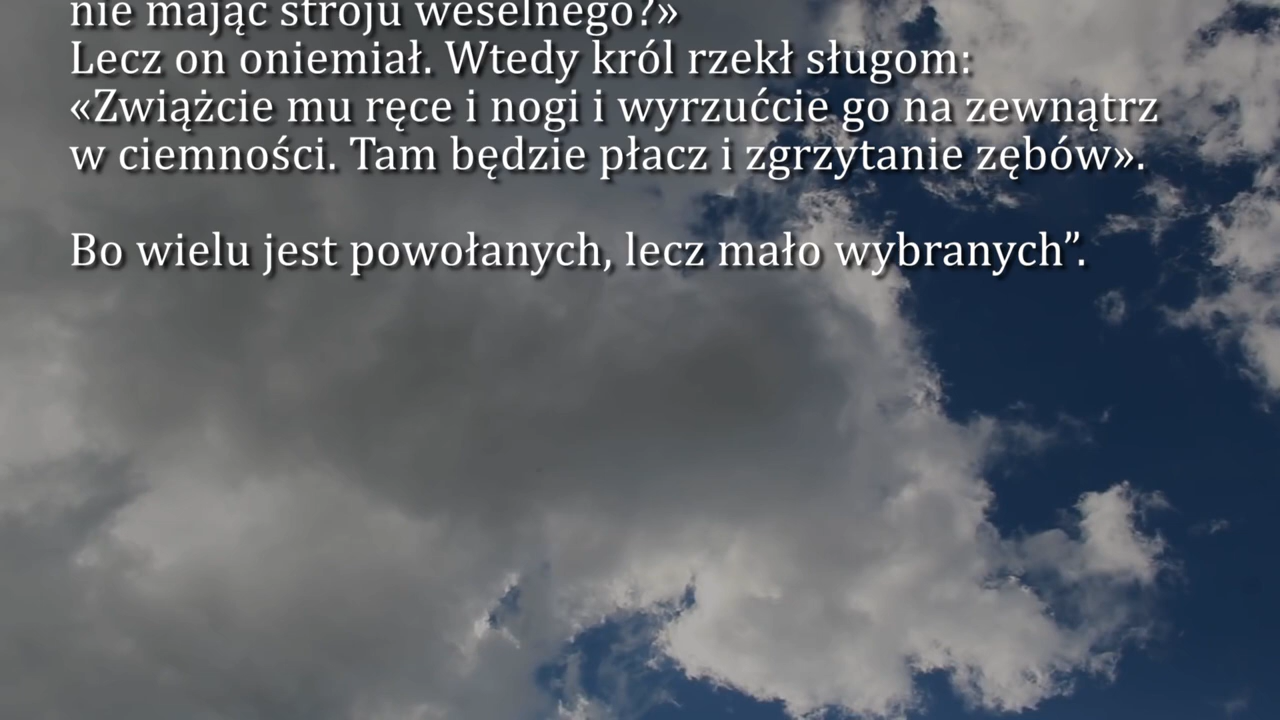 nie mając stroju weselnego?»
Lecz on oniemiał. Wtedy król rzekł sługom:
«Zwiążcie mu ręce i nogi i wyrzućcie go na zewnątrz
w ciemności. Tam będzie płacz i zgrzytanie zębów».
Bo wielu jest powołanych, lecz mało wybranych”.